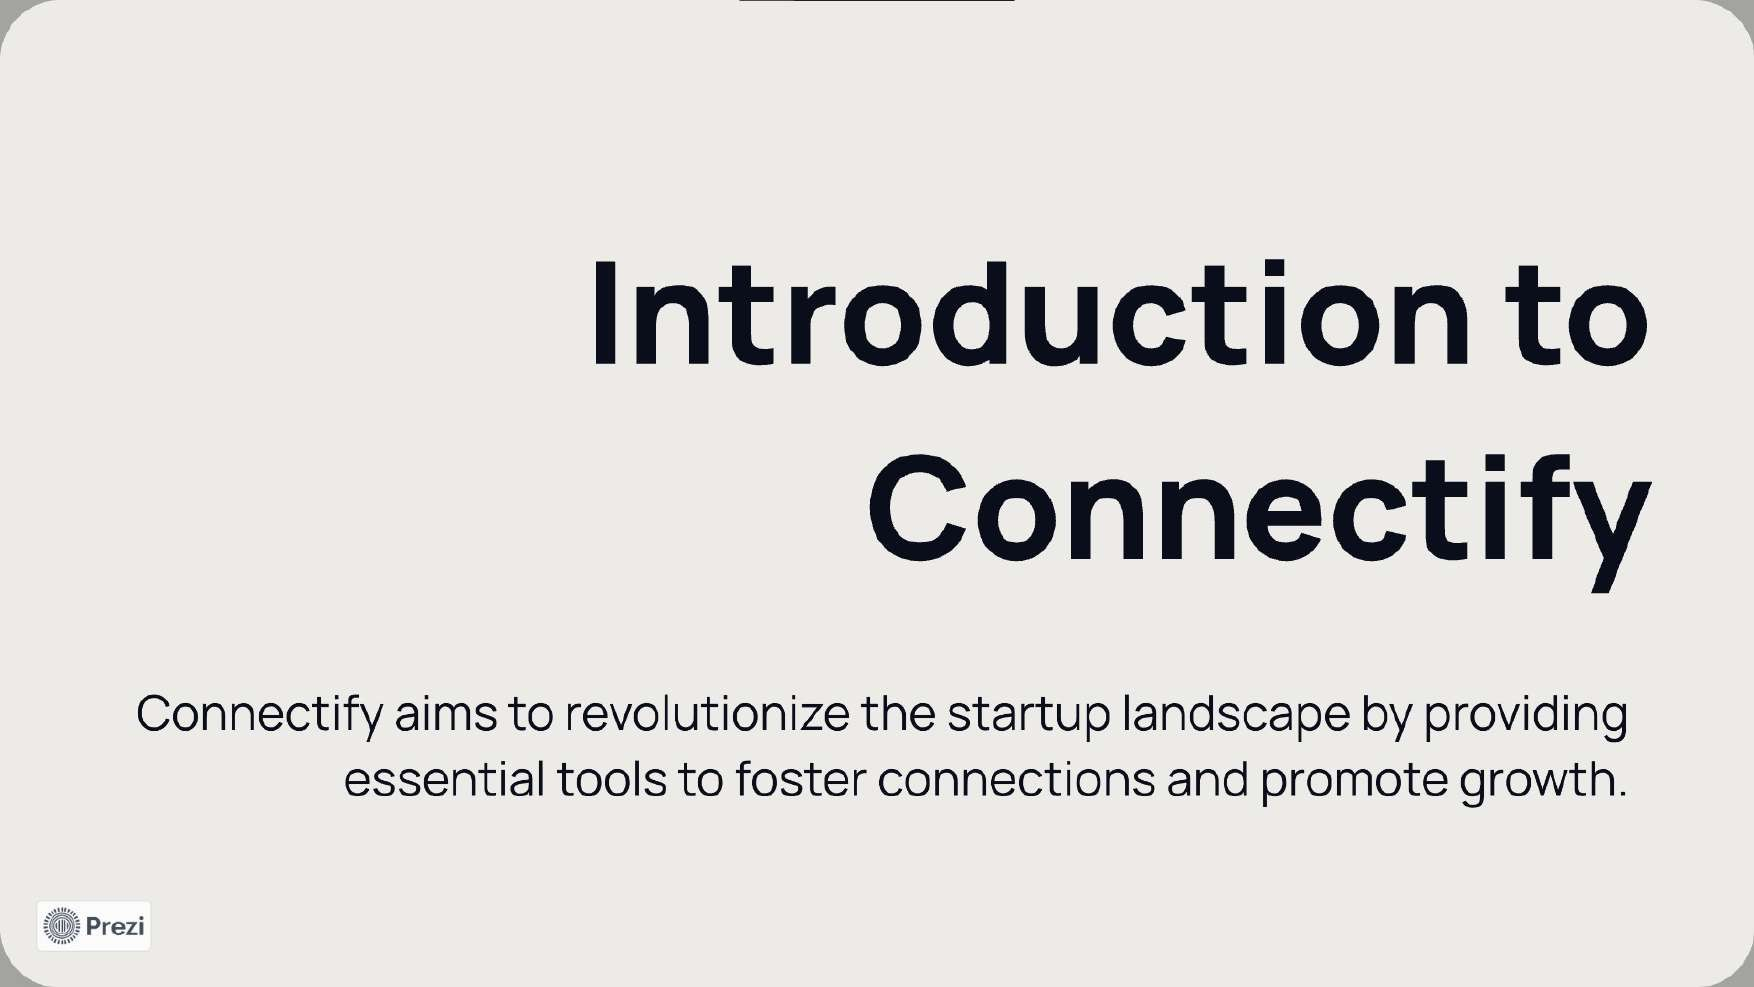 Introduction to
Connectify
Connectify aims to revolutionize the startup landscape by providing
essential tools to foster connections and promote growth.
Prezi